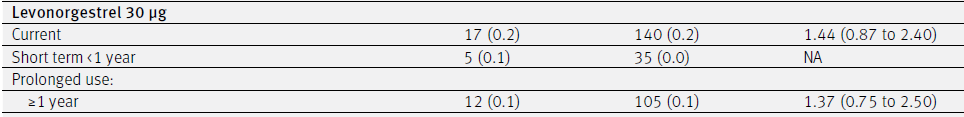 Levonorgestrel 30 µg
Current 17 (0.2) 140 (0.2) 1.44 (0.87 to 2.40)
Short term <1 year 5 (0.1) 35 (0.0) NA
Prolonged use:
≥1 year 12 (0.1) 105 (0.1) 1.37 (0.75 to 2.50)